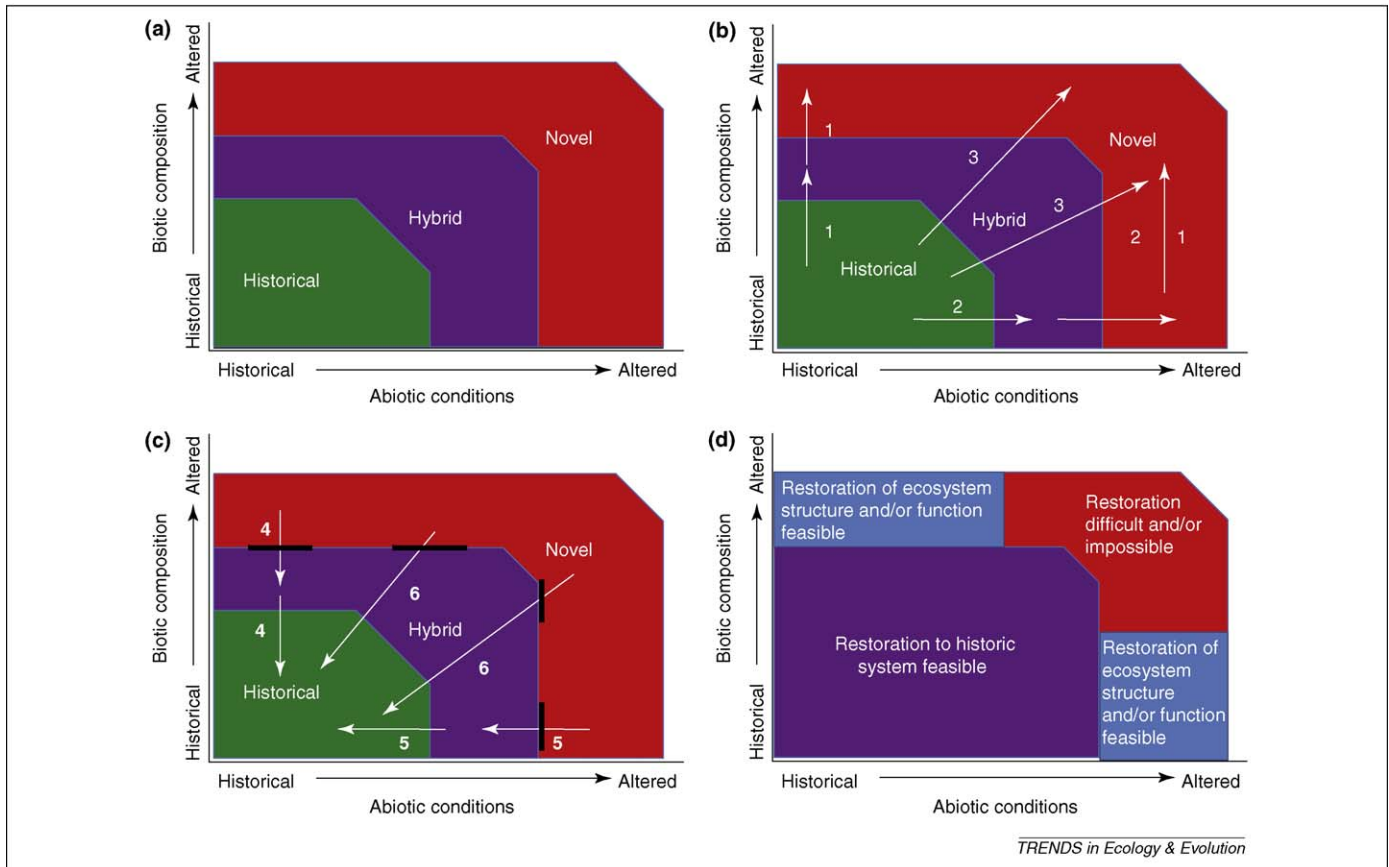 (a)
Altered
Biotic composition
Historical
Novel
Hybrid
Historical
Historical
Altered
Abiotic conditions
(b)
Altered
Biotic composition
Historical
1
1
3
Novel
3
Hybrid
2
1
Historical
2
Historical
Altered
Abiotic conditions
(c)
Altered
Biotic composition
Historical
4
Novel
6
4
Hybrid
6
Historical
5
5
Historical
Altered
Abiotic conditions
(d)
Altered
Biotic composition
Historical
Restoration of ecosystem
structure and/or function
feasible
Restoration
difficult and/or
impossible
Restoration to historic
system feasible
Restoration of
ecosystem
structure
and/or function
feasible
Historical
Altered
Abiotic conditions
TRENDS in Ecology & Evolution